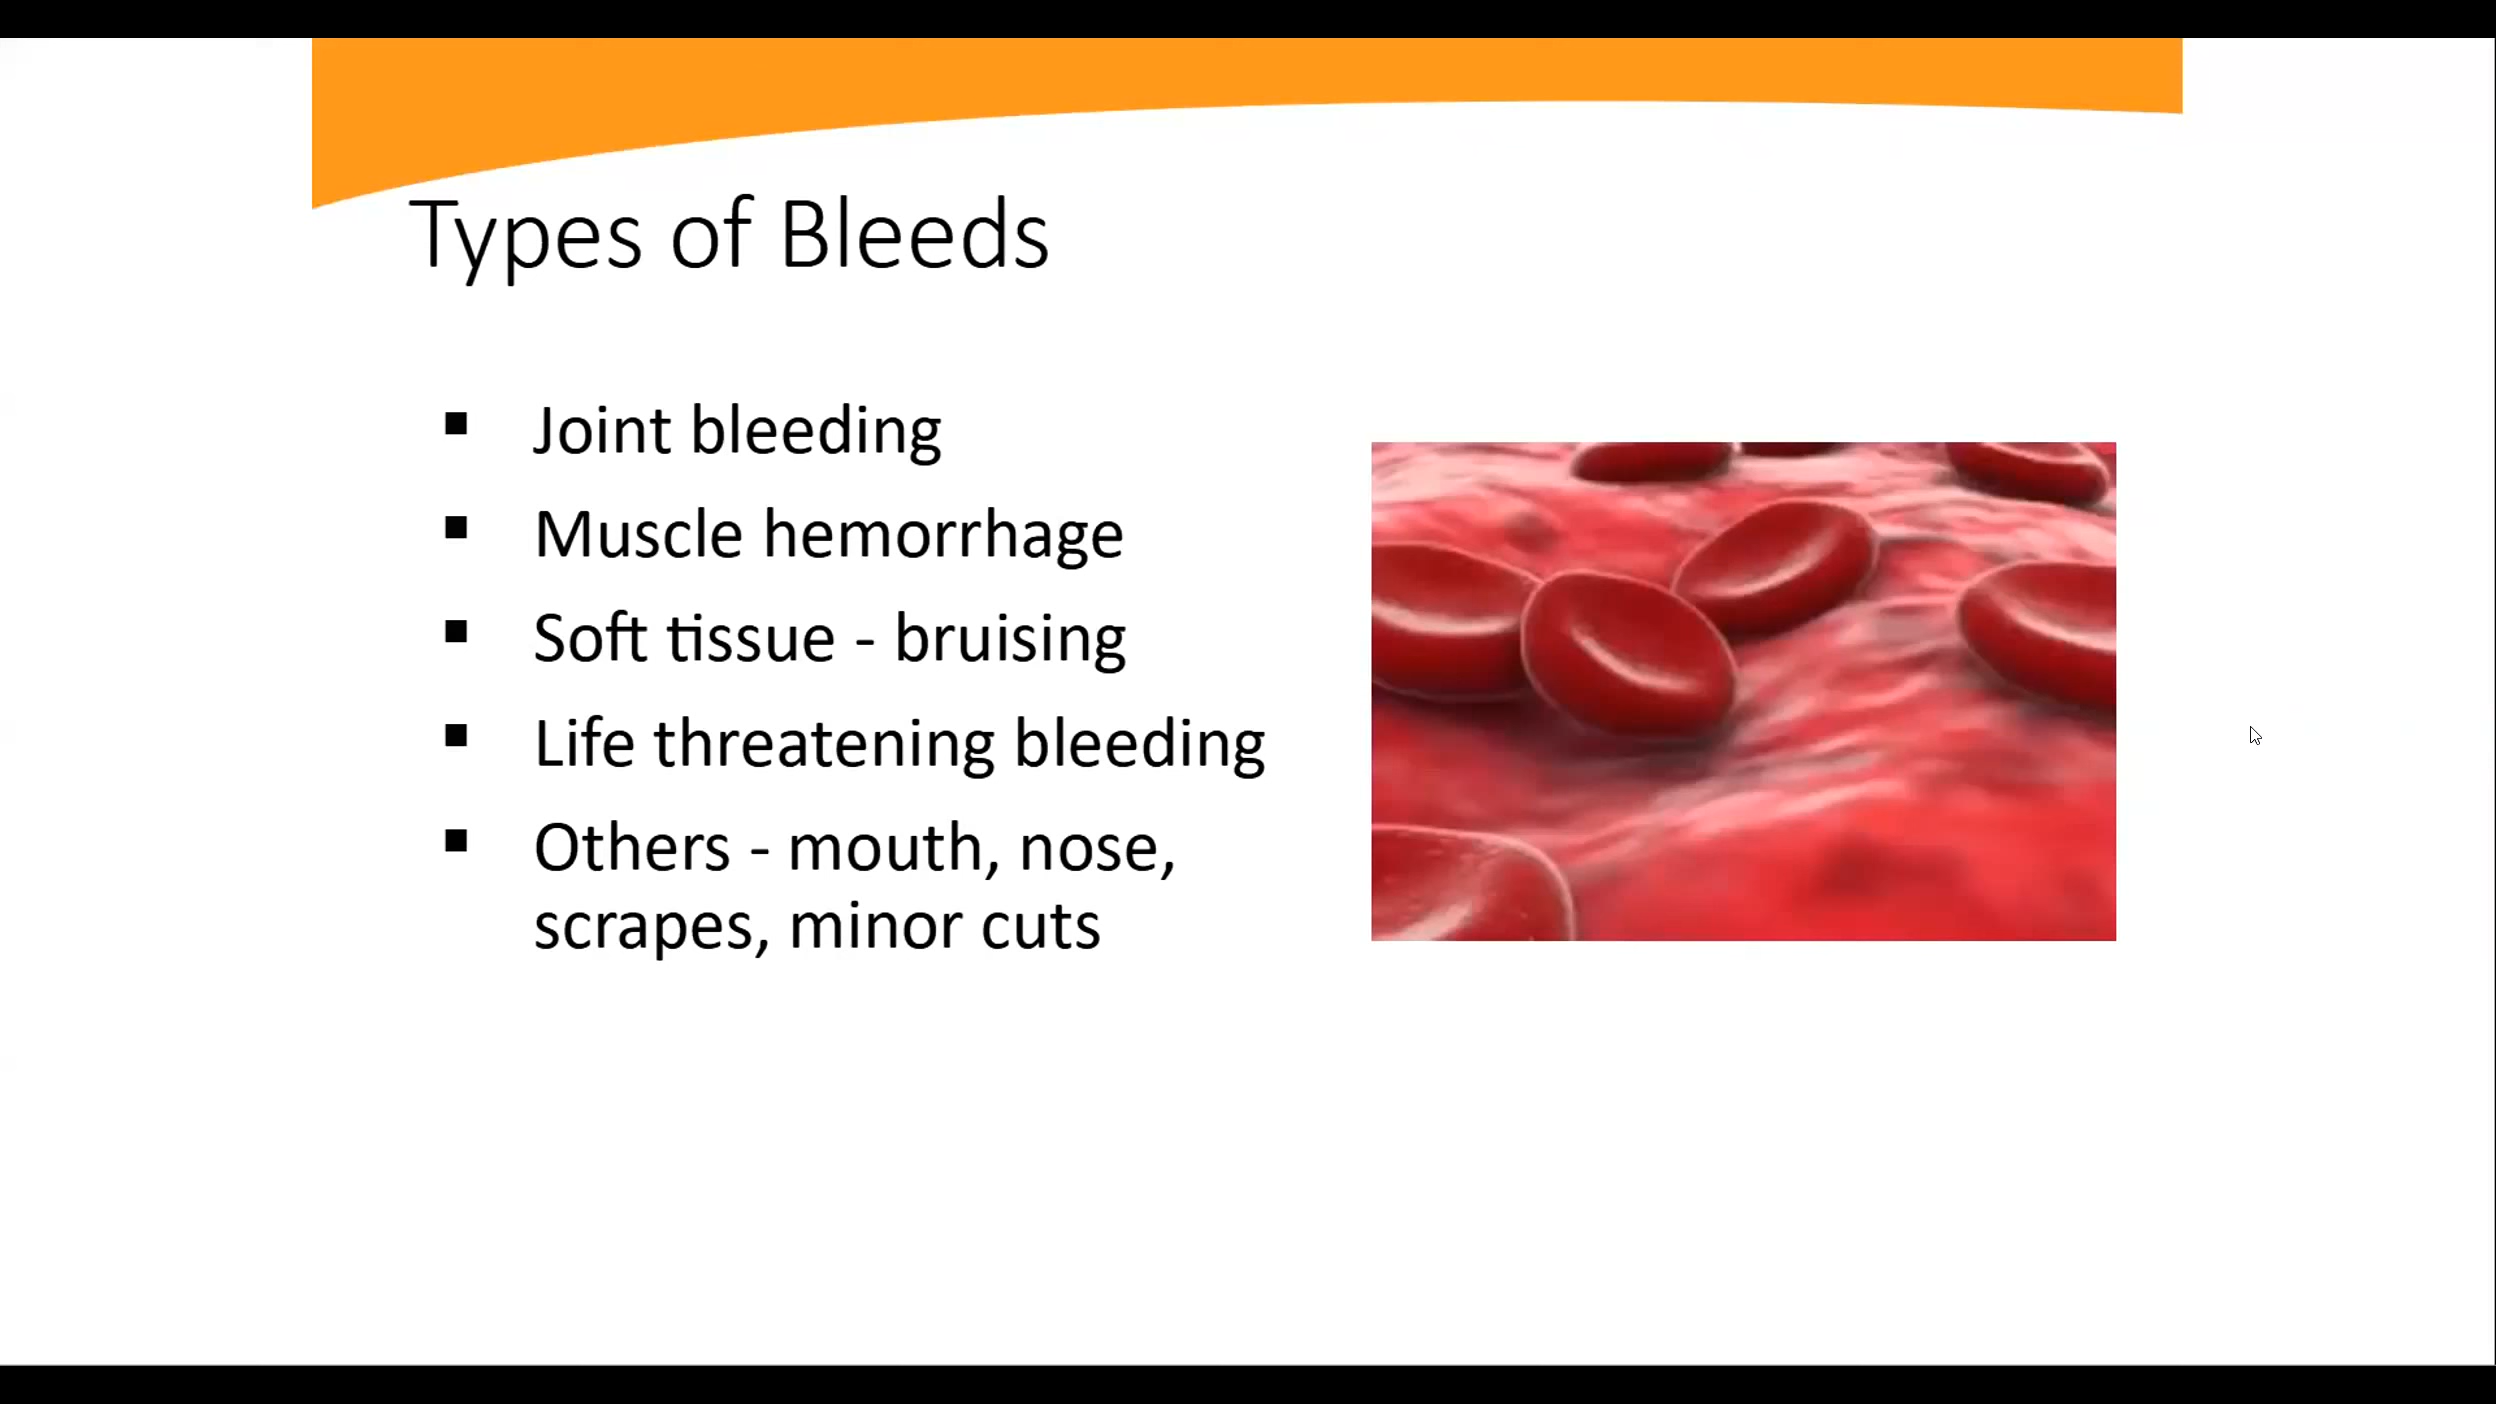 Types of Bleeds
▪ Joint bleeding
▪ Muscle hemorrhage
▪ Soft tissue - bruising
▪ Life threatening bleeding
▪ Others - mouth, nose,
scrapes, minor cuts